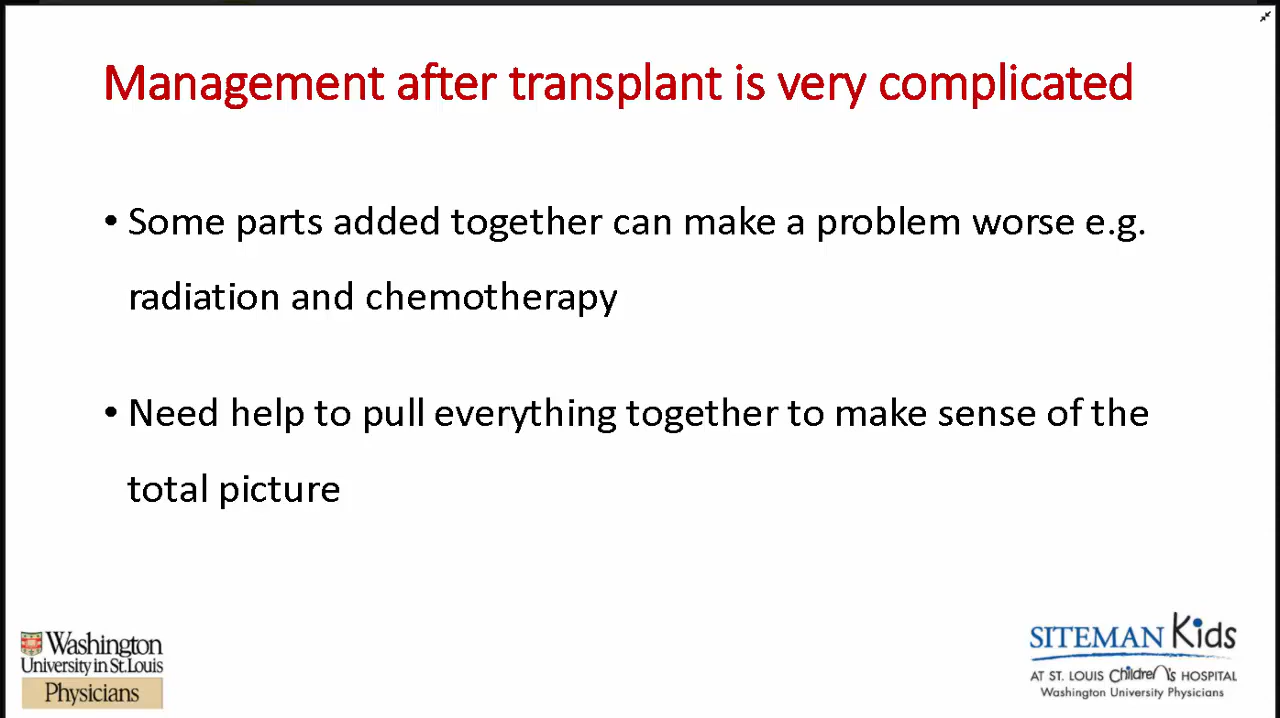 Management after transplant is very complicated
• Some parts added together can make a problem worse e.g.
radiation and chemotherapy
• Need help to pull everything together to make sense of the
total picture
Washington
University in St. Louis
Physicians
SITEMAN Kids
AT ST. LOUIS Children's HOSPITAL
Washington University Physicians